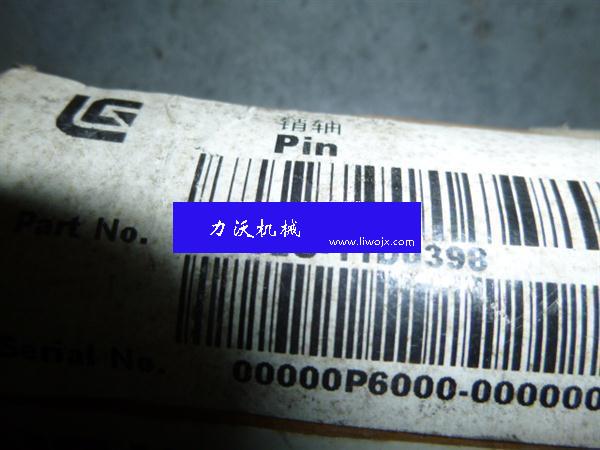 销轴
Pin
Part No.
力沃机械
www.liwojx.com
Serial No.
00000P6000-000000